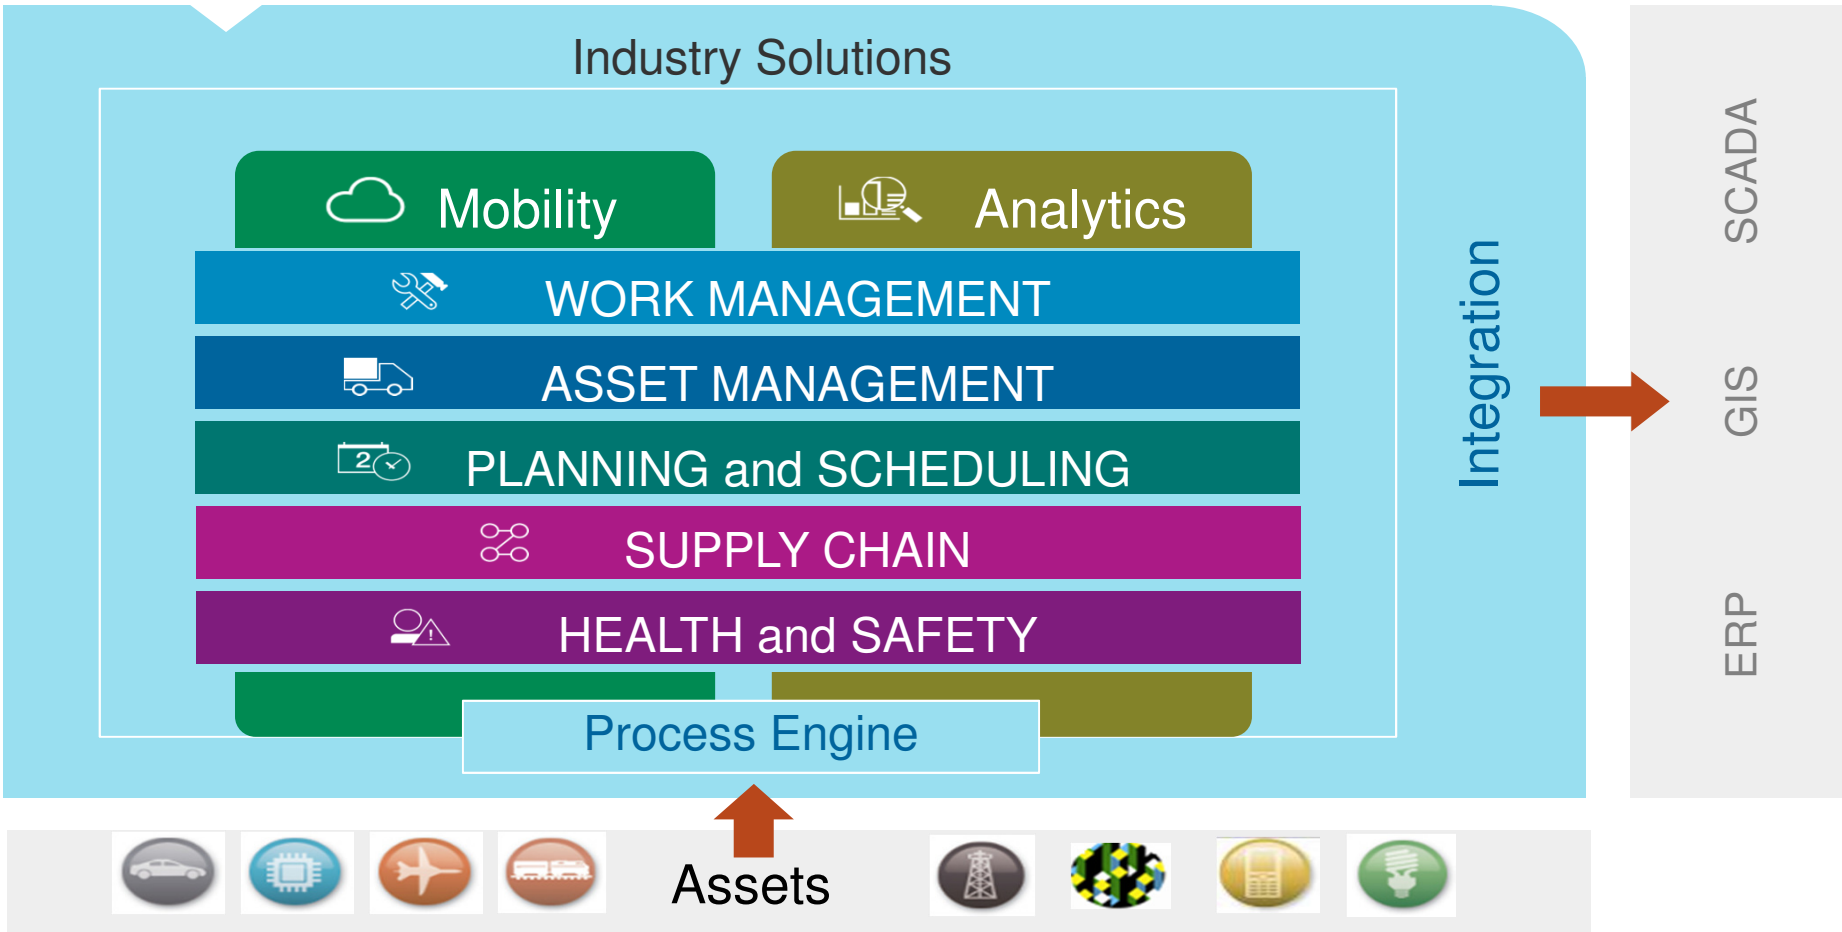 Industry Solutions
Mobility
Analytics
WORK MANAGEMENT
ASSET MANAGEMENT
2
PLANNING and SCHEDULING
SUPPLY CHAIN
!
HEALTH and SAFETY
Process Engine
Integration
SCADA
GIS
ERP
Assets